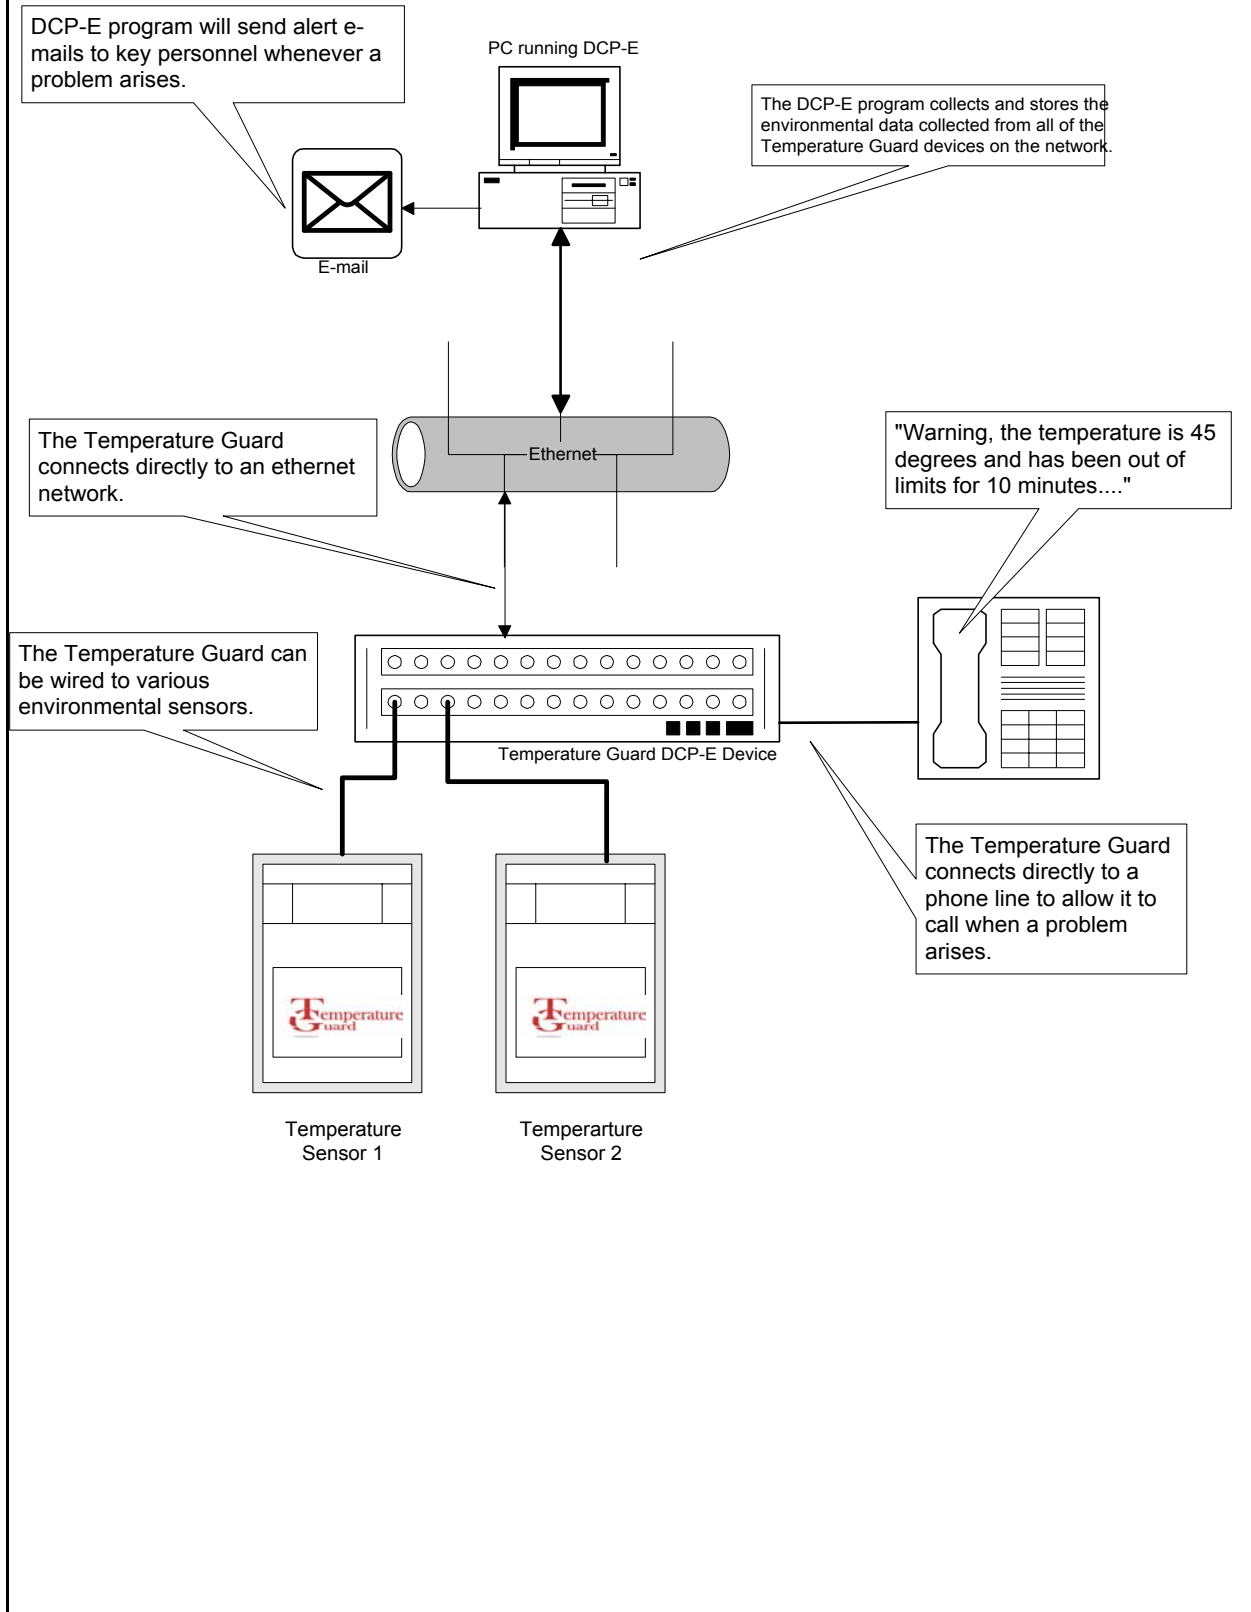 DCP-E program will send alert e-
mails to key personnel whenever a
problem arises.
PC running DCP-E
The DCP-E program collects and stores the
environmental data collected from all of the
Temperature Guard devices on the network.
E-mail
The Temperature Guard
connects directly to an ethernet
network.
Ethernet
"Warning, the temperature is 45
degrees and has been out of
limits for 10 minutes...."
The Temperature Guard can
be wired to various
environmental sensors.
Temperature Guard DCP-E Device
The Temperature Guard
connects directly to a
phone line to allow it to
call when a problem
arises.
Temperature
Guard
Temperature
Guard
Temperature
Sensor 1
Temperarture
Sensor 2